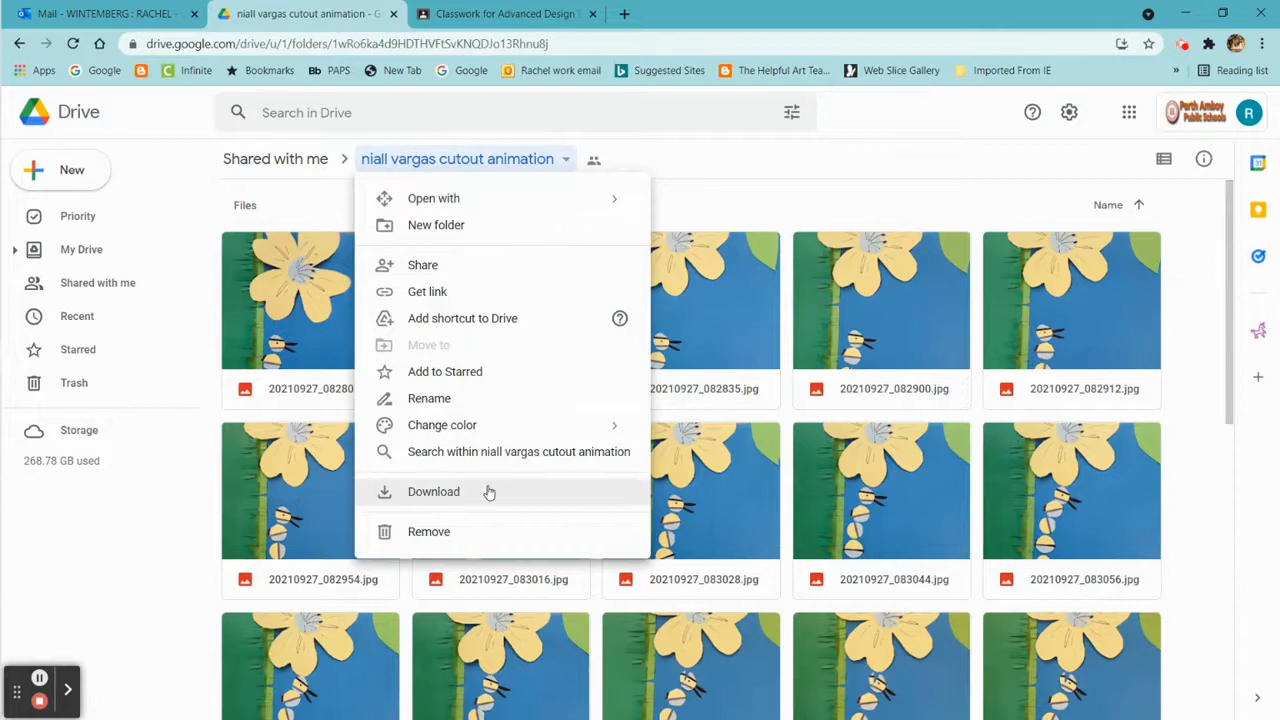 Mail - WINTEMBERG : RACHEL -
niall vargas cutout animation - G
Classwork for Advanced Design T
drive.google.com/drive/u/1/folders/1wRo6ka4d9HDTHVFtSvKNQDJo13Rhnu8j
Apps
Google
Infinite
Bookmarks
Bb PAPS
New Tab
Google
Rachel work email
Suggested Sites
The Helpful Art Tea...
Web Slice Gallery
Imported From IE
»
Reading list
Drive
Search in Drive
Perth Amboy
Public Schools
R
New
Shared with me
niall vargas cutout animation
Files
Name
Priority
My Drive
Shared with me
Recent
Starred
Trash
Storage
268.78 GB used
Open with
New folder
Share
Get link
Add shortcut to Drive
Move to
Add to Starred
Rename
Change color
Search within niall vargas cutout animation
Download
Remove
20210927_08280
20210927_082835.jpg
20210927_082900.jpg
20210927_082912.jpg
20210927_082954.jpg
20210927_083016.jpg
20210927_083028.jpg
20210927_083044.jpg
20210927_083056.jpg